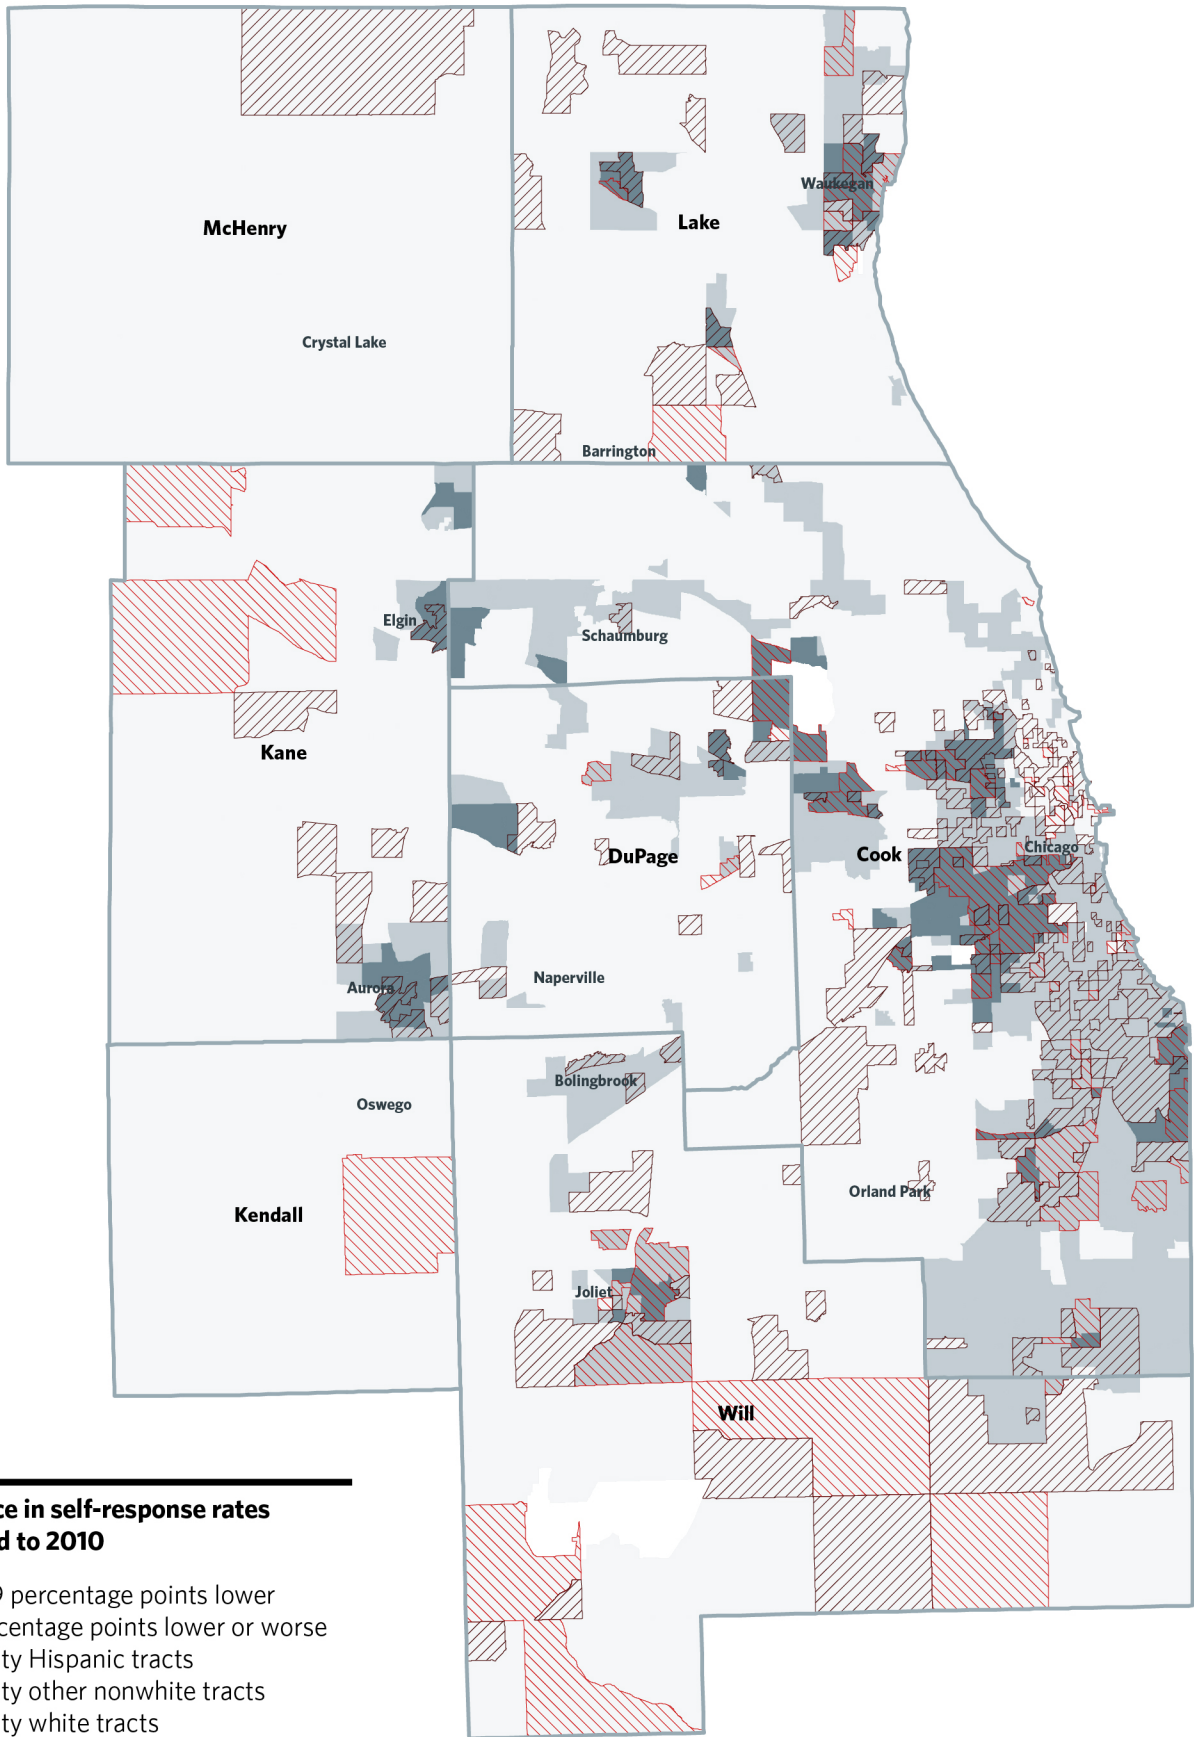 McHenry
Lake
Waukegan
Crystal Lake
Barrington
Elgin
Schaumburg
Kane
DuPage
Cook
Chicago
Aurora
Naperville
Bolingbrook
Oswego
Orland Park
Kendall
Joliet
Will
ce in self-response rates
d to 2010
9 percentage points lower
centage points lower or worse
ty Hispanic tracts
ty other nonwhite tracts
ty white tracts